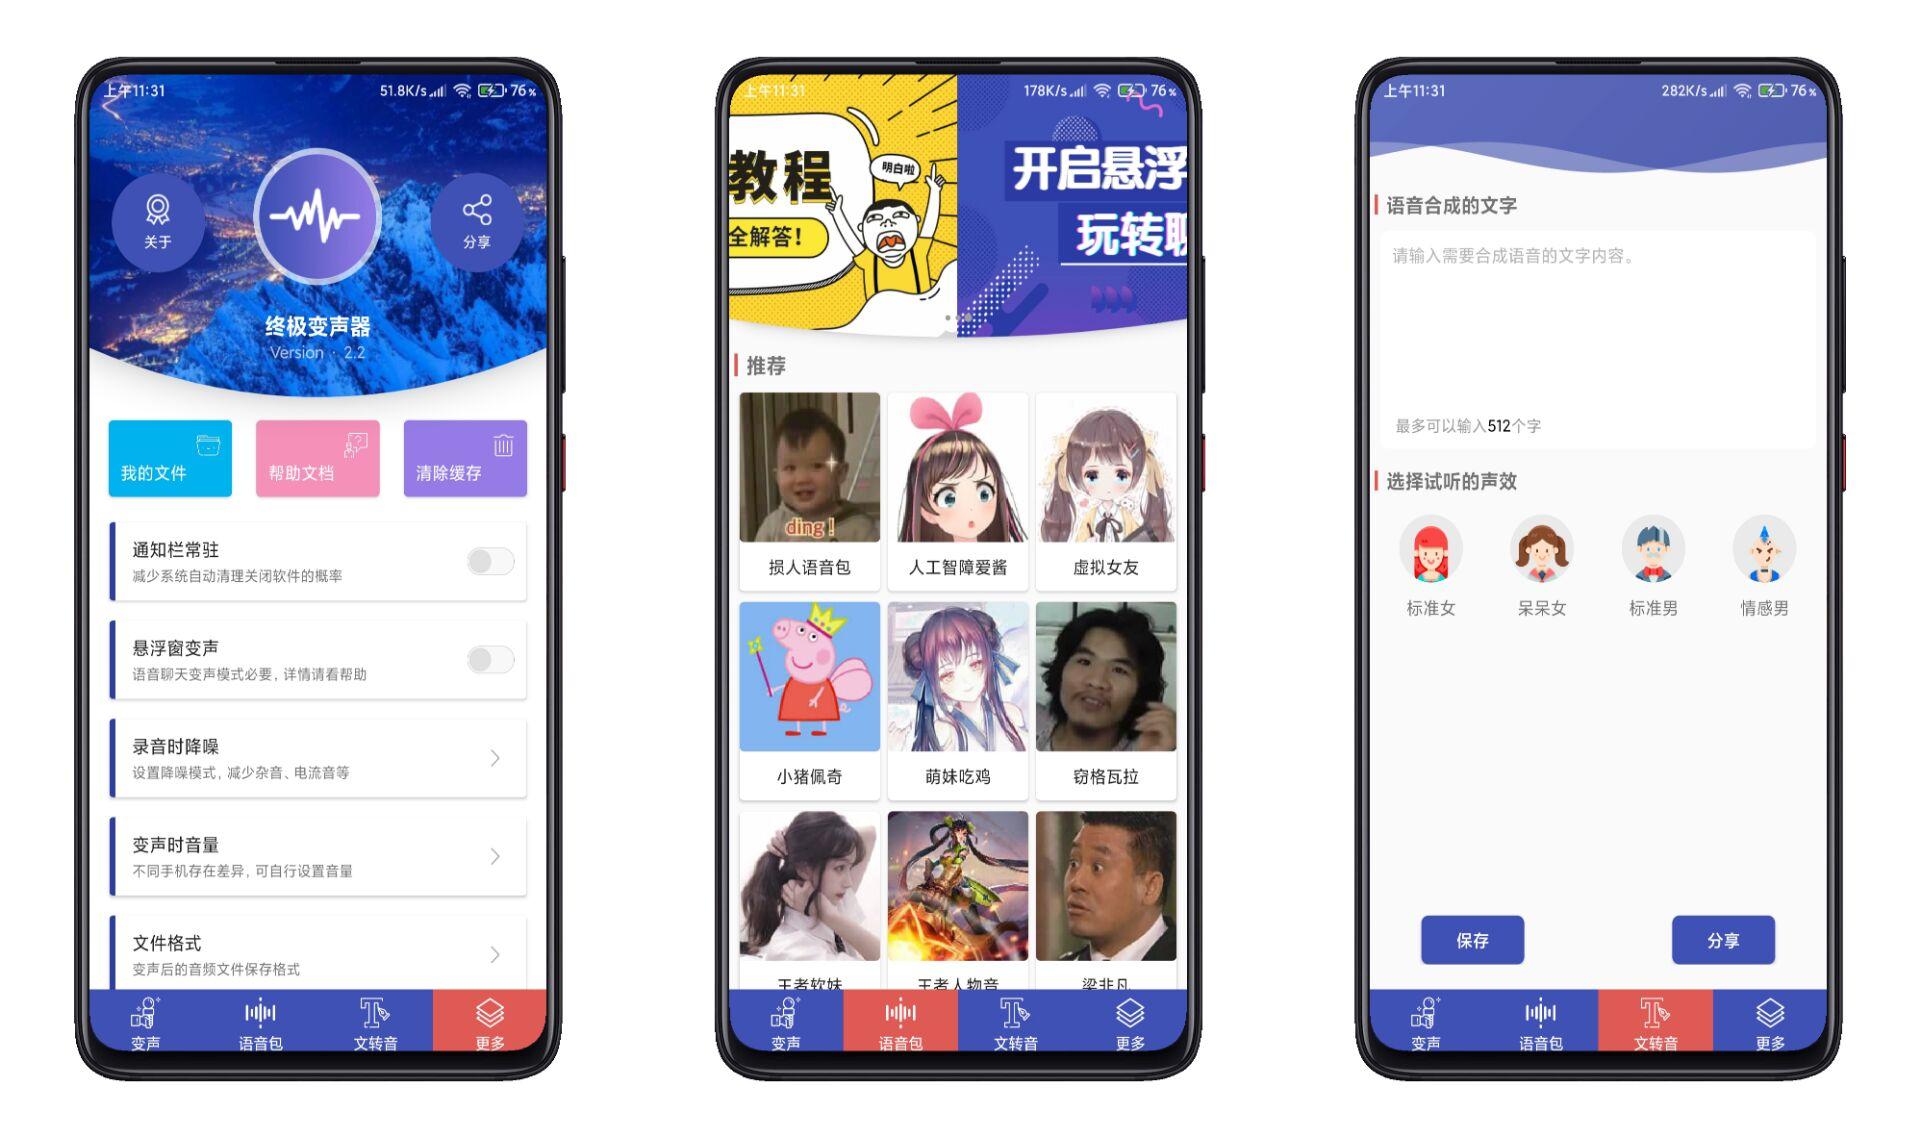 上午11:31
51.8K/s
76%
关于
分享
终极变声器
Version · 2.2
我的文件
帮助文档
清除缓存
通知栏常驻
减少系统自动清理关闭软件的概率
悬浮窗变声
语音聊天变声模式必要，详情请看帮助
录音时降噪
设置降噪模式，减少杂音、电流音等
变声时音量
不同手机存在差异，可自行设置音量
文件格式
变声后的音频文件保存格式
变声
语音包
文转音
更多
上午11:31
178K/s
76%
教程
明白啦
全解答！
开启悬浮
玩转聊
推荐
ding！
损人语音包
人工智障爱酱
虚拟女友
小猪佩奇
萌妹吃鸡
窃格瓦拉
王者软妹
王者人物音
梁非凡
变声
语音包
文转音
更多
上午11:31
282K/s
76%
语音合成的文字
请输入需要合成语音的文字内容。
最多可以输入512个字
选择试听的声效
标准女
呆呆女
标准男
情感男
保存
分享
变声
语音包
文转音
更多